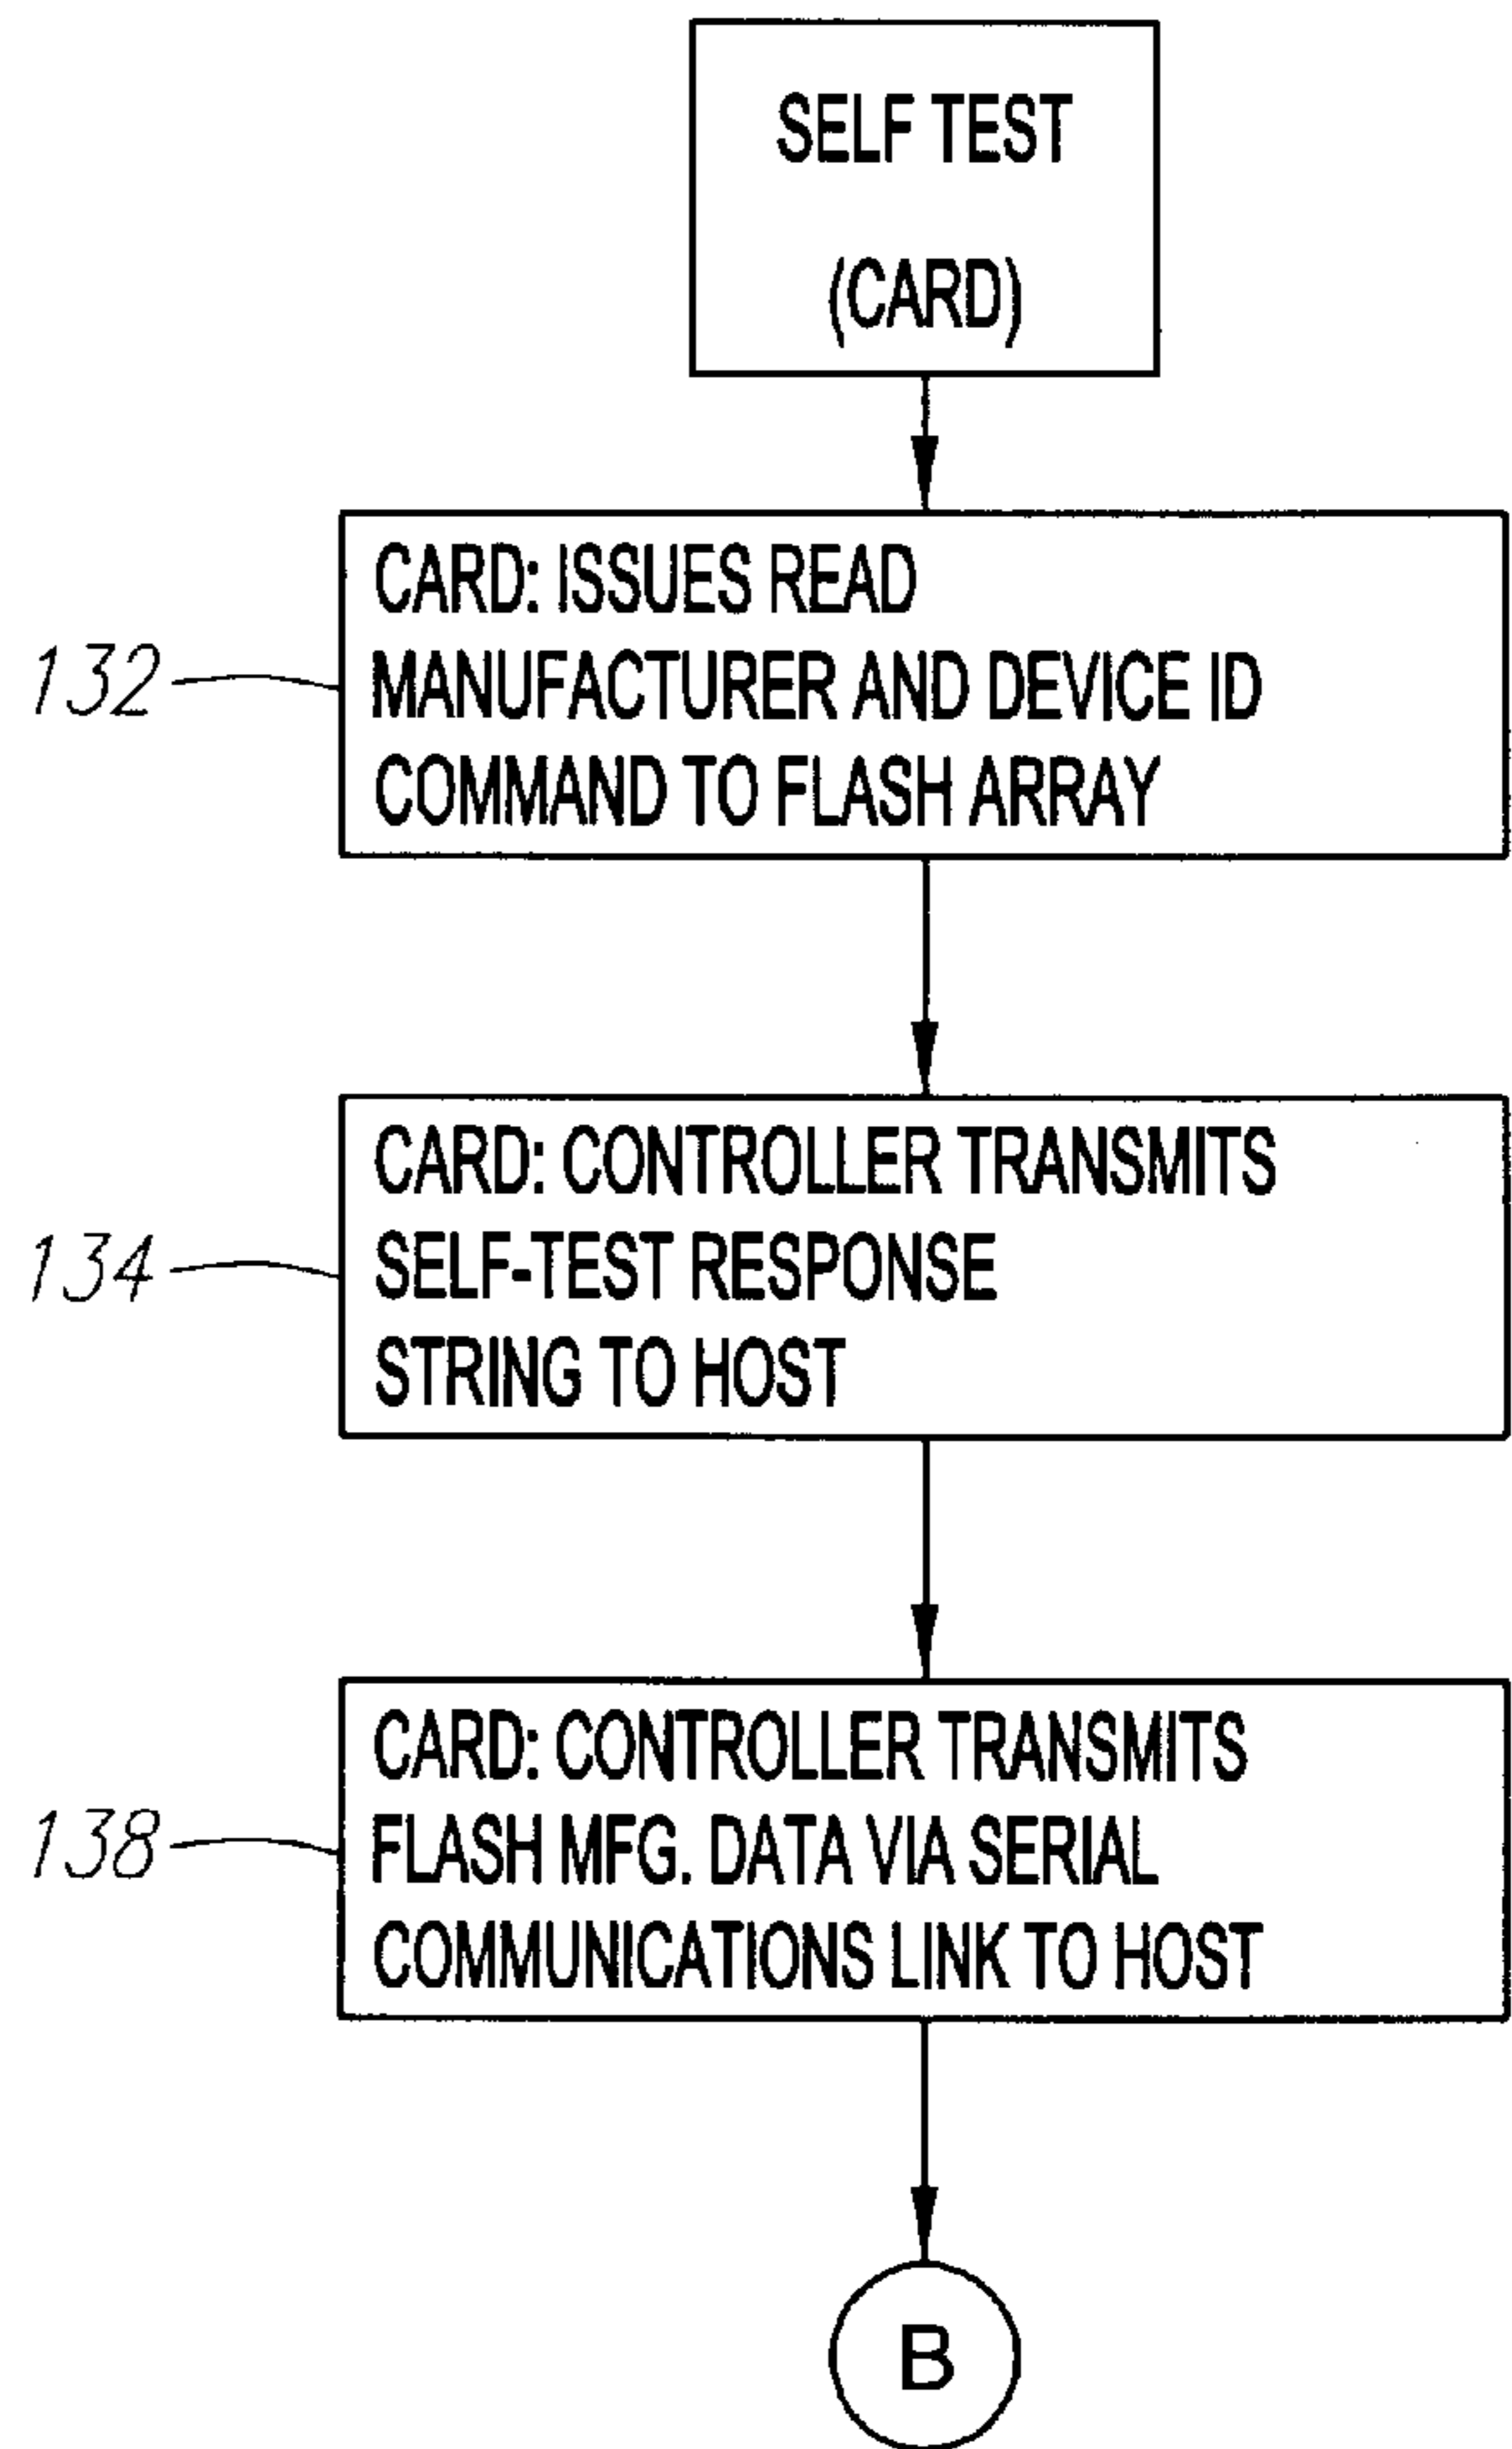 SELF TEST
(CARD)
CARD: ISSUES READ
MANUFACTURER AND DEVICE ID
COMMAND TO FLASH ARRAY
132
CARD: CONTROLLER TRANSMITS
SELF-TEST RESPONSE
STRING TO HOST
134
CARD: CONTROLLER TRANSMITS
FLASH MFG. DATA VIA SERIAL
COMMUNICATIONS LINK TO HOST
138
B